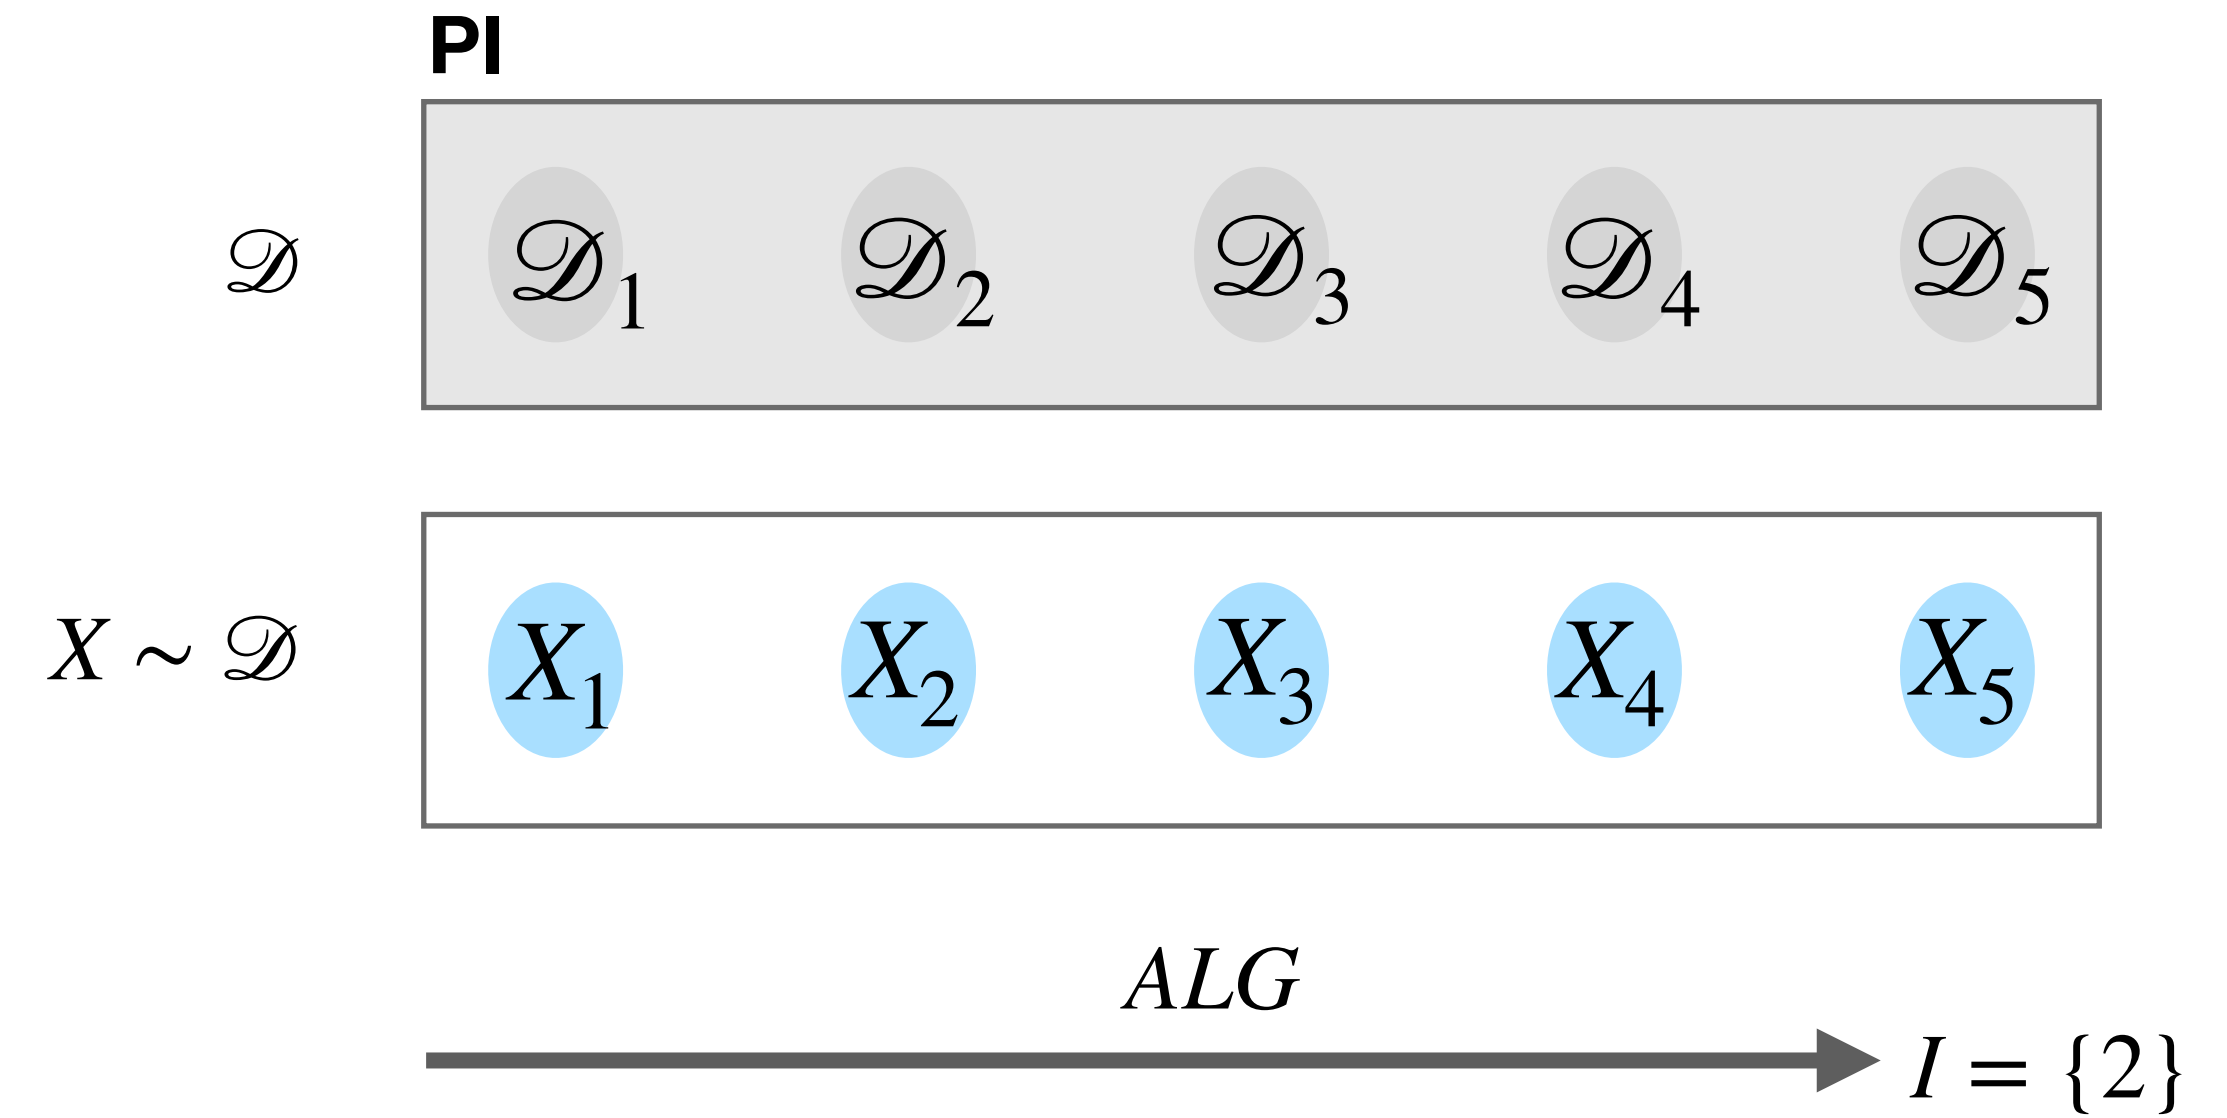 PI
𝒟 𝒟₁ 𝒟₂ 𝒟₃ 𝒟₄ 𝒟₅
X ~ 𝒟 X₁ X₂ X₃ X₄ X₅
ALG
I = {2}